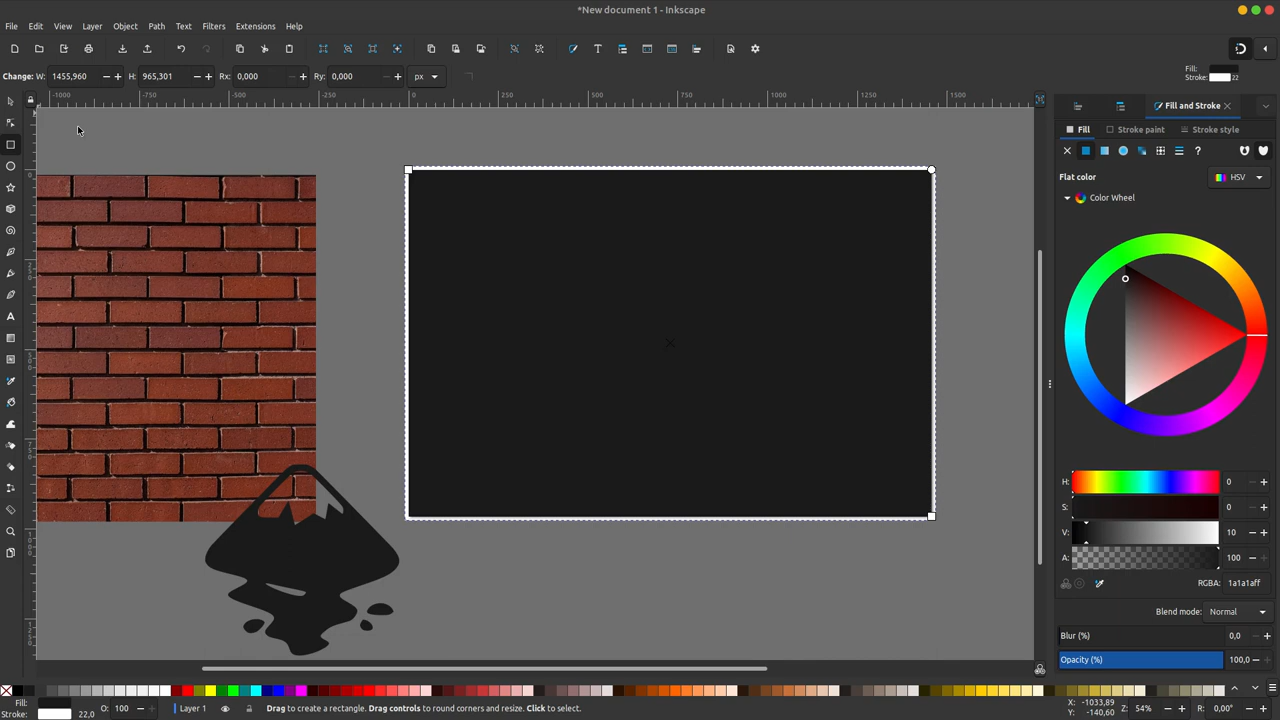 *New document 1 - Inkscape
File Edit View Layer Object Path Text Filters Extensions Help
Change: W: 1455,960 H: 965,301 Rx: 0,000 Ry: 0,000 px
Fill:
Stroke: 22
-1000 -750 -500 -250 0 250 500 750 1000 1250 1500
Fill and Stroke
Fill Stroke paint Stroke style
Flat color HSV
Color Wheel
H: 0
S: 0
V: 10
A: 100
RGBA: 1a1a1aff
Blend mode: Normal
Blur (%) 0,0
Opacity (%) 100,0
Fill:
Stroke: 22,0
O: 100
Layer 1
Drag to create a rectangle. Drag controls to round corners and resize. Click to select.
X: -1033,89
Y: -140,60
Z: 54%
R: 0,00°